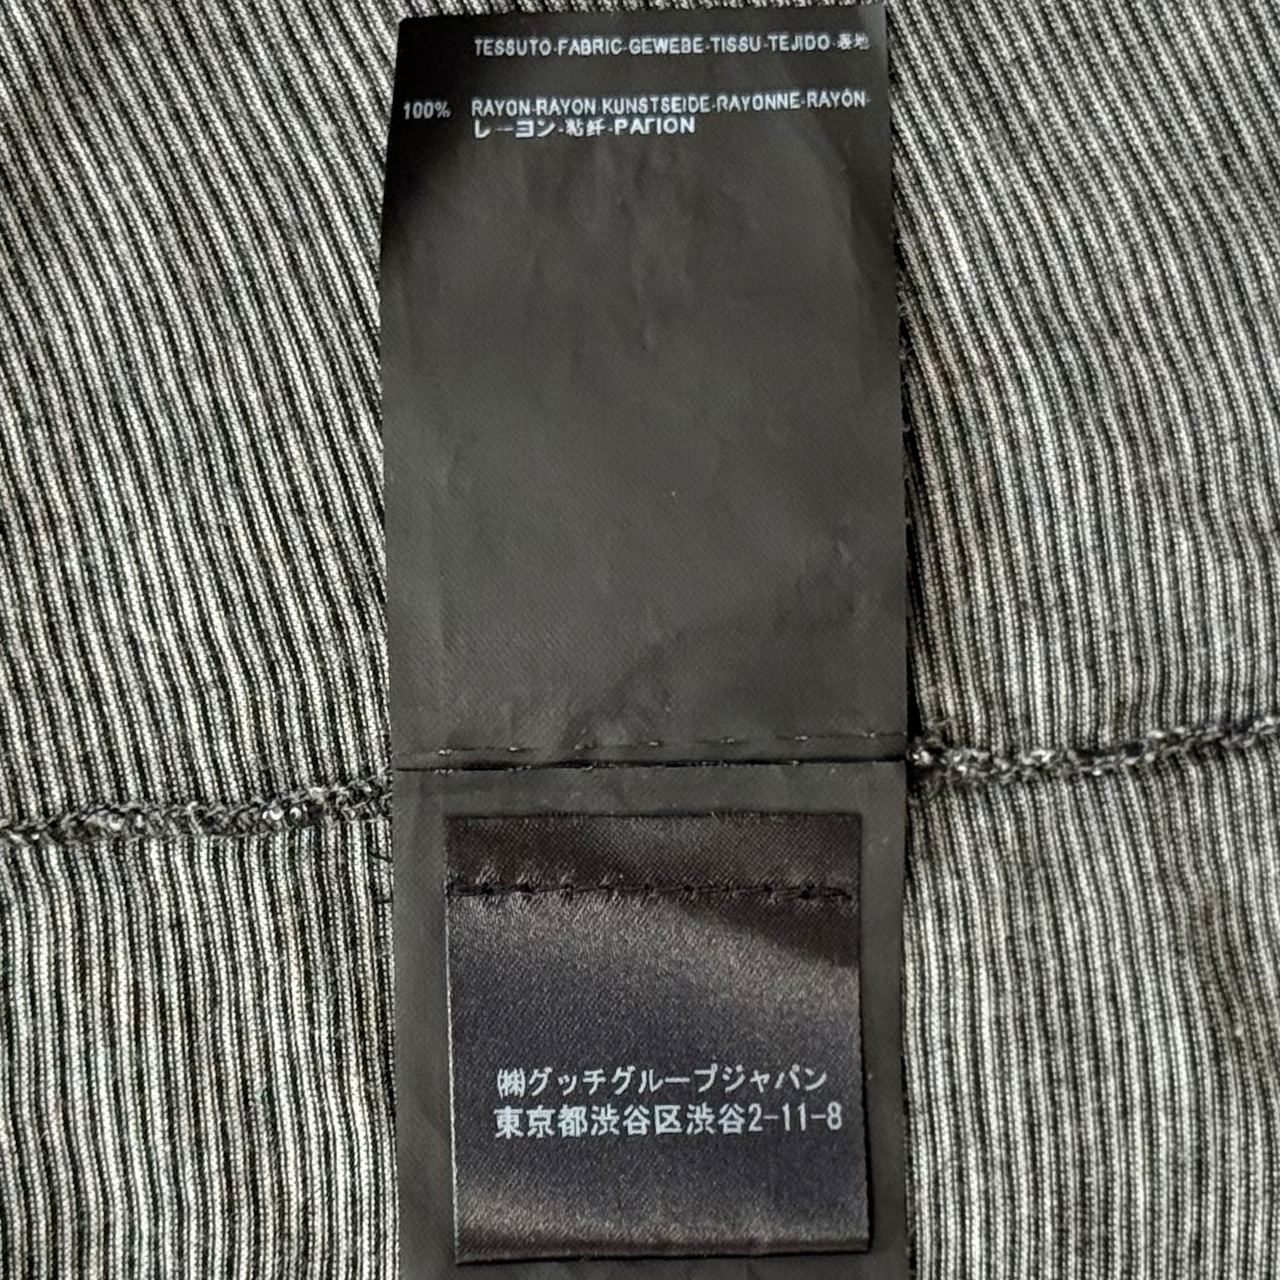 TESSUTO-FABRIC-GEWEBE-TISSU-TEJIDO-表地
100% RAYON-RAYON KUNSTSEIDE-RAYONNE-RAYÓN-
レーヨン-粘纤-РАГІОN
㈱グッチグループジャパン
東京都渋谷区渋谷2-11-8